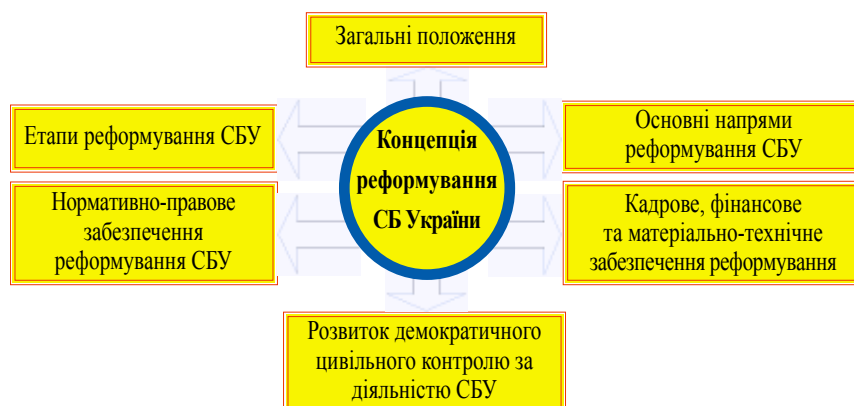 Загальні положення
Етапи реформування СБУ
Концепція
реформування
СБ України
Основні напрями
реформування СБУ
Нормативно-правове
забезпечення
реформування СБУ
Кадрове, фінансове
та матеріально-технічне
забезпечення реформування
Розвиток демократичного
цивільного контролю за
діяльністю СБУ